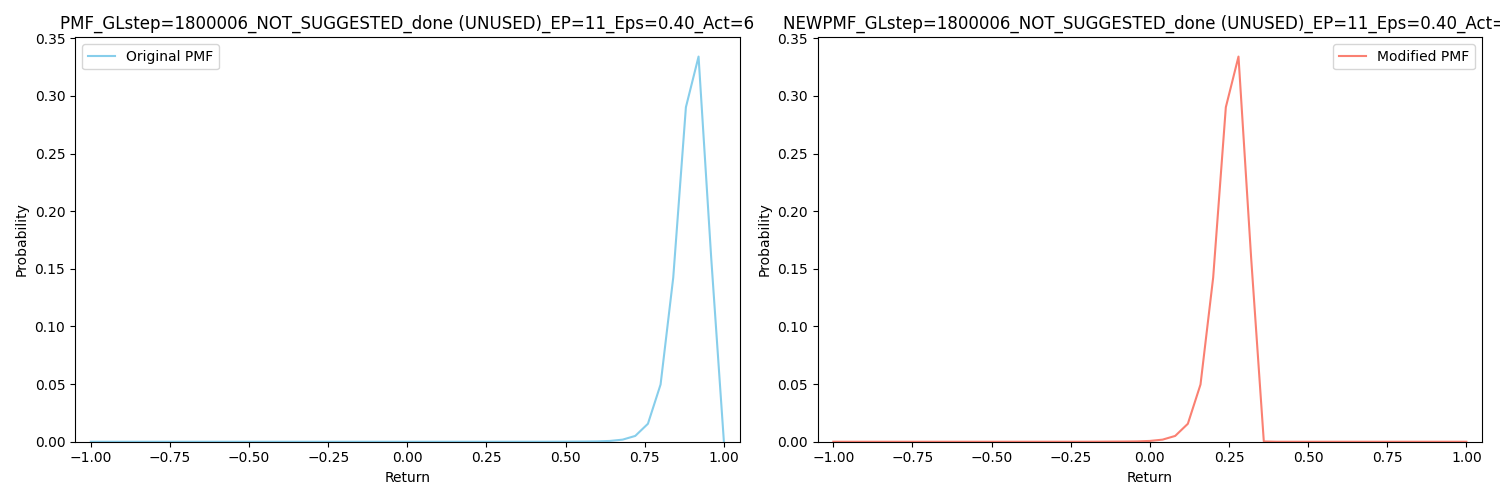 PMF_GLstep=1800006_NOT_SUGGESTED_done (UNUSED)_EP=11_Eps=0.40_Act=6
Original PMF
0.35
0.30
0.25
0.20
0.15
0.10
0.05
0.00
Probability
−1.00 −0.75 −0.50 −0.25 0.00 0.25 0.50 0.75 1.00
Return
NEWPMF_GLstep=1800006_NOT_SUGGESTED_done (UNUSED)_EP=11_Eps=0.40_Act=
Modified PMF
0.35
0.30
0.25
0.20
0.15
0.10
0.05
0.00
Probability
−1.00 −0.75 −0.50 −0.25 0.00 0.25 0.50 0.75 1.00
Return